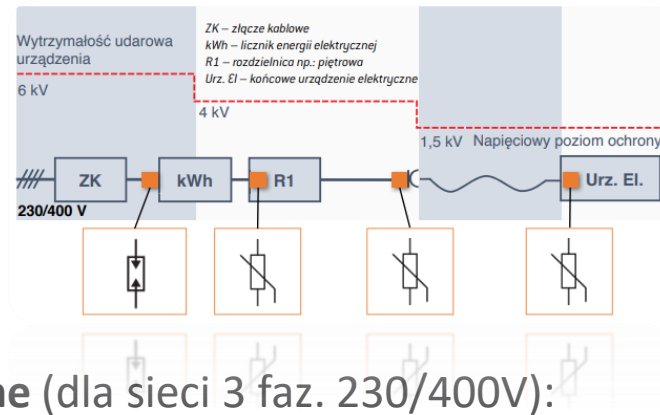 Wytrzymałość udarowa
urządzenia
ZK – złącze kablowe
kWh – licznik energii elektrycznej
R1 – rozdzielnica np.: piętrowa
Urz. El – końcowe urządzenie elektryczne
6 kV
4 kV
1,5 kV Napięciowy poziom ochrony
ZK
kWh
R1
Urz. El.
230/400 V
ne (dla sieci 3 faz. 230/400V):